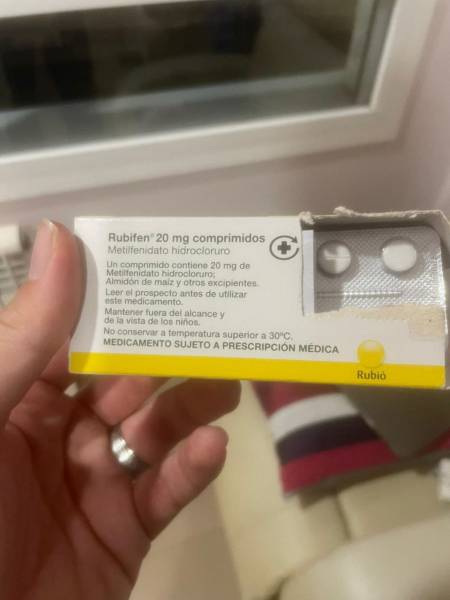 Rubifen® 20 mg comprimidos
Metilfenidato hidrocloruro
Un comprimido contiene 20 mg de
Metilfenidato hidrocloruro;
Almidón de maíz y otros excipientes.
Leer el prospecto antes de utilizar
este medicamento.
Mantener fuera del alcance y
de la vista de los niños.
No conservar a temperatura superior a 30ºC.
MEDICAMENTO SUJETO A PRESCRIPCIÓN MÉDICA
Rubió